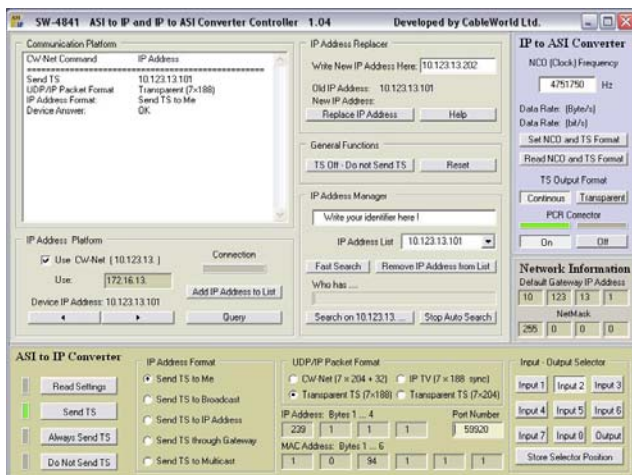 SW-4841 ASI to IP and IP to ASI Converter Controller 1.04 Developed by CableWorld Ltd.
Communication Platform
CW-Net Command IP Address
Send TS 10.123.13.101
UDP/IP Packet Format Transparent (7×188)
IP Address Format: Send TS to Me
Device Answer: OK
IP Address Platform
Use CW-Net (10.123.13. )
Connection
Use: 172.16.13.
Add IP Address to List
Device IP Address: 10.123.13.101
Query
IP Address Replacer
Write New IP Address Here: 10.123.13.202
Old IP Address: 10.123.13.101
New IP Address:
Replace IP Address Help
General Functions
TS Off - Do not Send TS Reset
IP Address Manager
Write your identifier here !
IP Address List 10.123.13.101
Fast Search Remove IP Address from List
Who has ....
Search on 10.123.13. ... Stop Auto Search
IP to ASI Converter
NCO (Clock) Frequency
4751750 Hz
Data Rate: (Byte/s)
Data Rate: (bit/s)
Set NCO and TS Format
Read NCO and TS Format
TS Output Format
Continous Transparent
PCR Corrector
On Off
Network Information
Default Gateway IP Address
10 123 13 1
NetMask
255 0 0 0
ASI to IP Converter
Read Settings
Send TS
Always Send TS
Do Not Send TS
IP Address Format
Send TS to Me
Send TS to Broadcast
Send TS to IP Address
Send TS through Gateway
Send TS to Multicast
UDP/IP Packet Format
CW-Net (7 × 204 + 32) IP TV (7 × 188 sync)
Transparent TS (7×188) Transparent TS (7×204)
IP Address: Bytes 1 ... 4 Port Number
239 1 1 1 59920
MAC Address: Bytes 1 ... 6
1 0 94 1 1 1
Input - Output Selector
Input 1 Input 2 Input 3
Input 4 Input 5 Input 6
Input 7 Input 8 Output
Store Selector Position